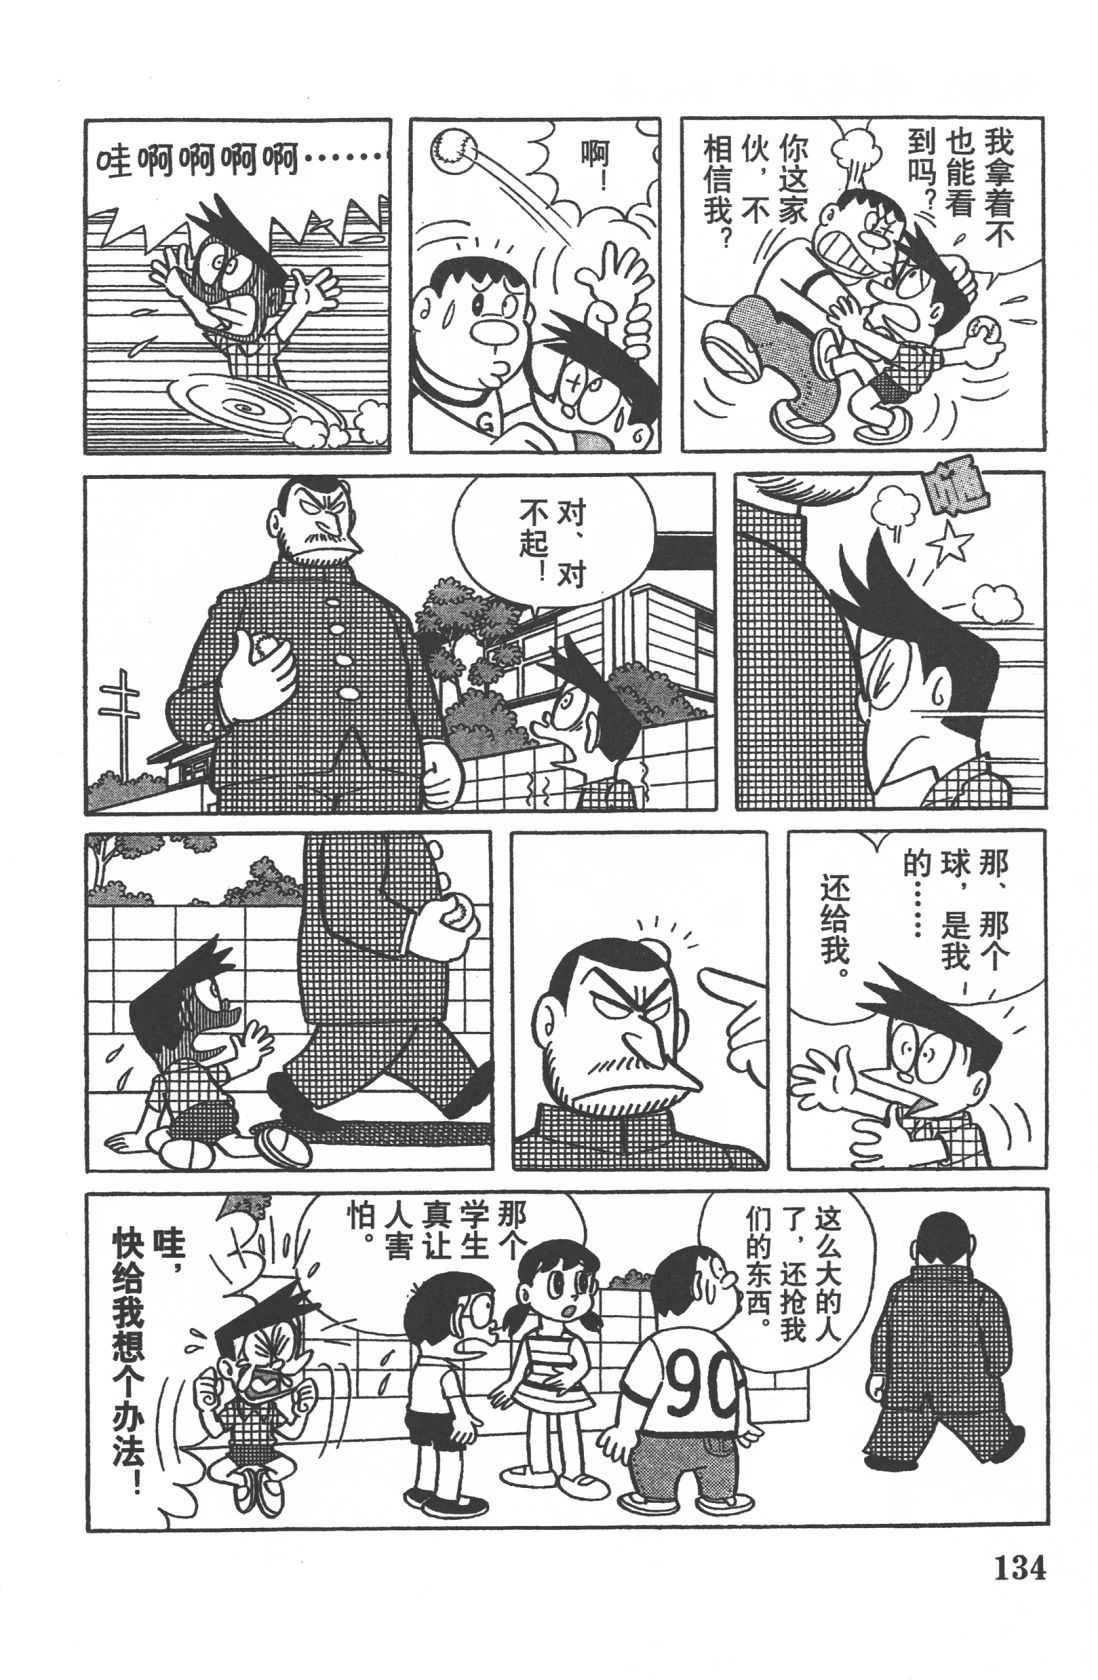 我拿着不
也能看
到吗？
你这家
伙，不
相信我？
啊！
哇啊啊啊啊……
砲
对、对
不起！
那、那个
球，是我
的……
还给我。
这么大的人
了，还抢我
们的东西。
那个
学生
真让
人害
怕。
哇，
快给我想个办法！
90
G
134